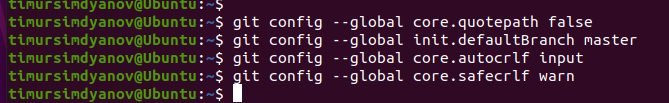 timursimdyanov@Ubuntu:~$
timursimdyanov@Ubuntu:~$ git config --global core.quotepath false
timursimdyanov@Ubuntu:~$ git config --global init.defaultBranch master
timursimdyanov@Ubuntu:~$ git config --global core.autocrlf input
timursimdyanov@Ubuntu:~$ git config --global core.safecrlf warn
timursimdyanov@Ubuntu:~$